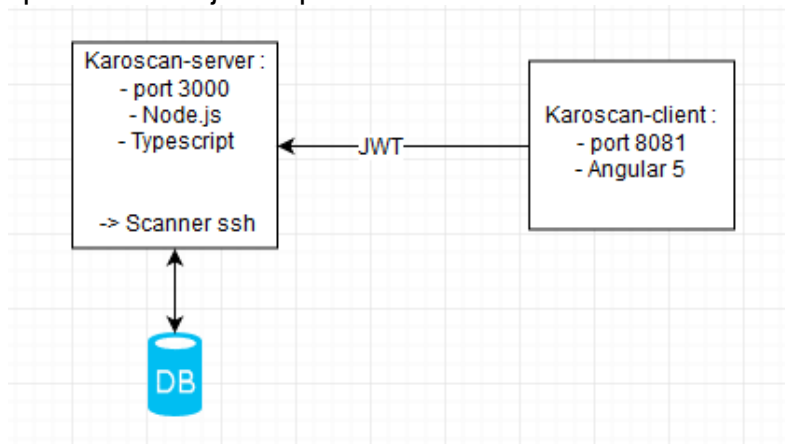 Karoscan-server :
- port 3000
- Node.js
- Typescript
-> Scanner ssh
JWT
Karoscan-client :
- port 8081
- Angular 5
DB